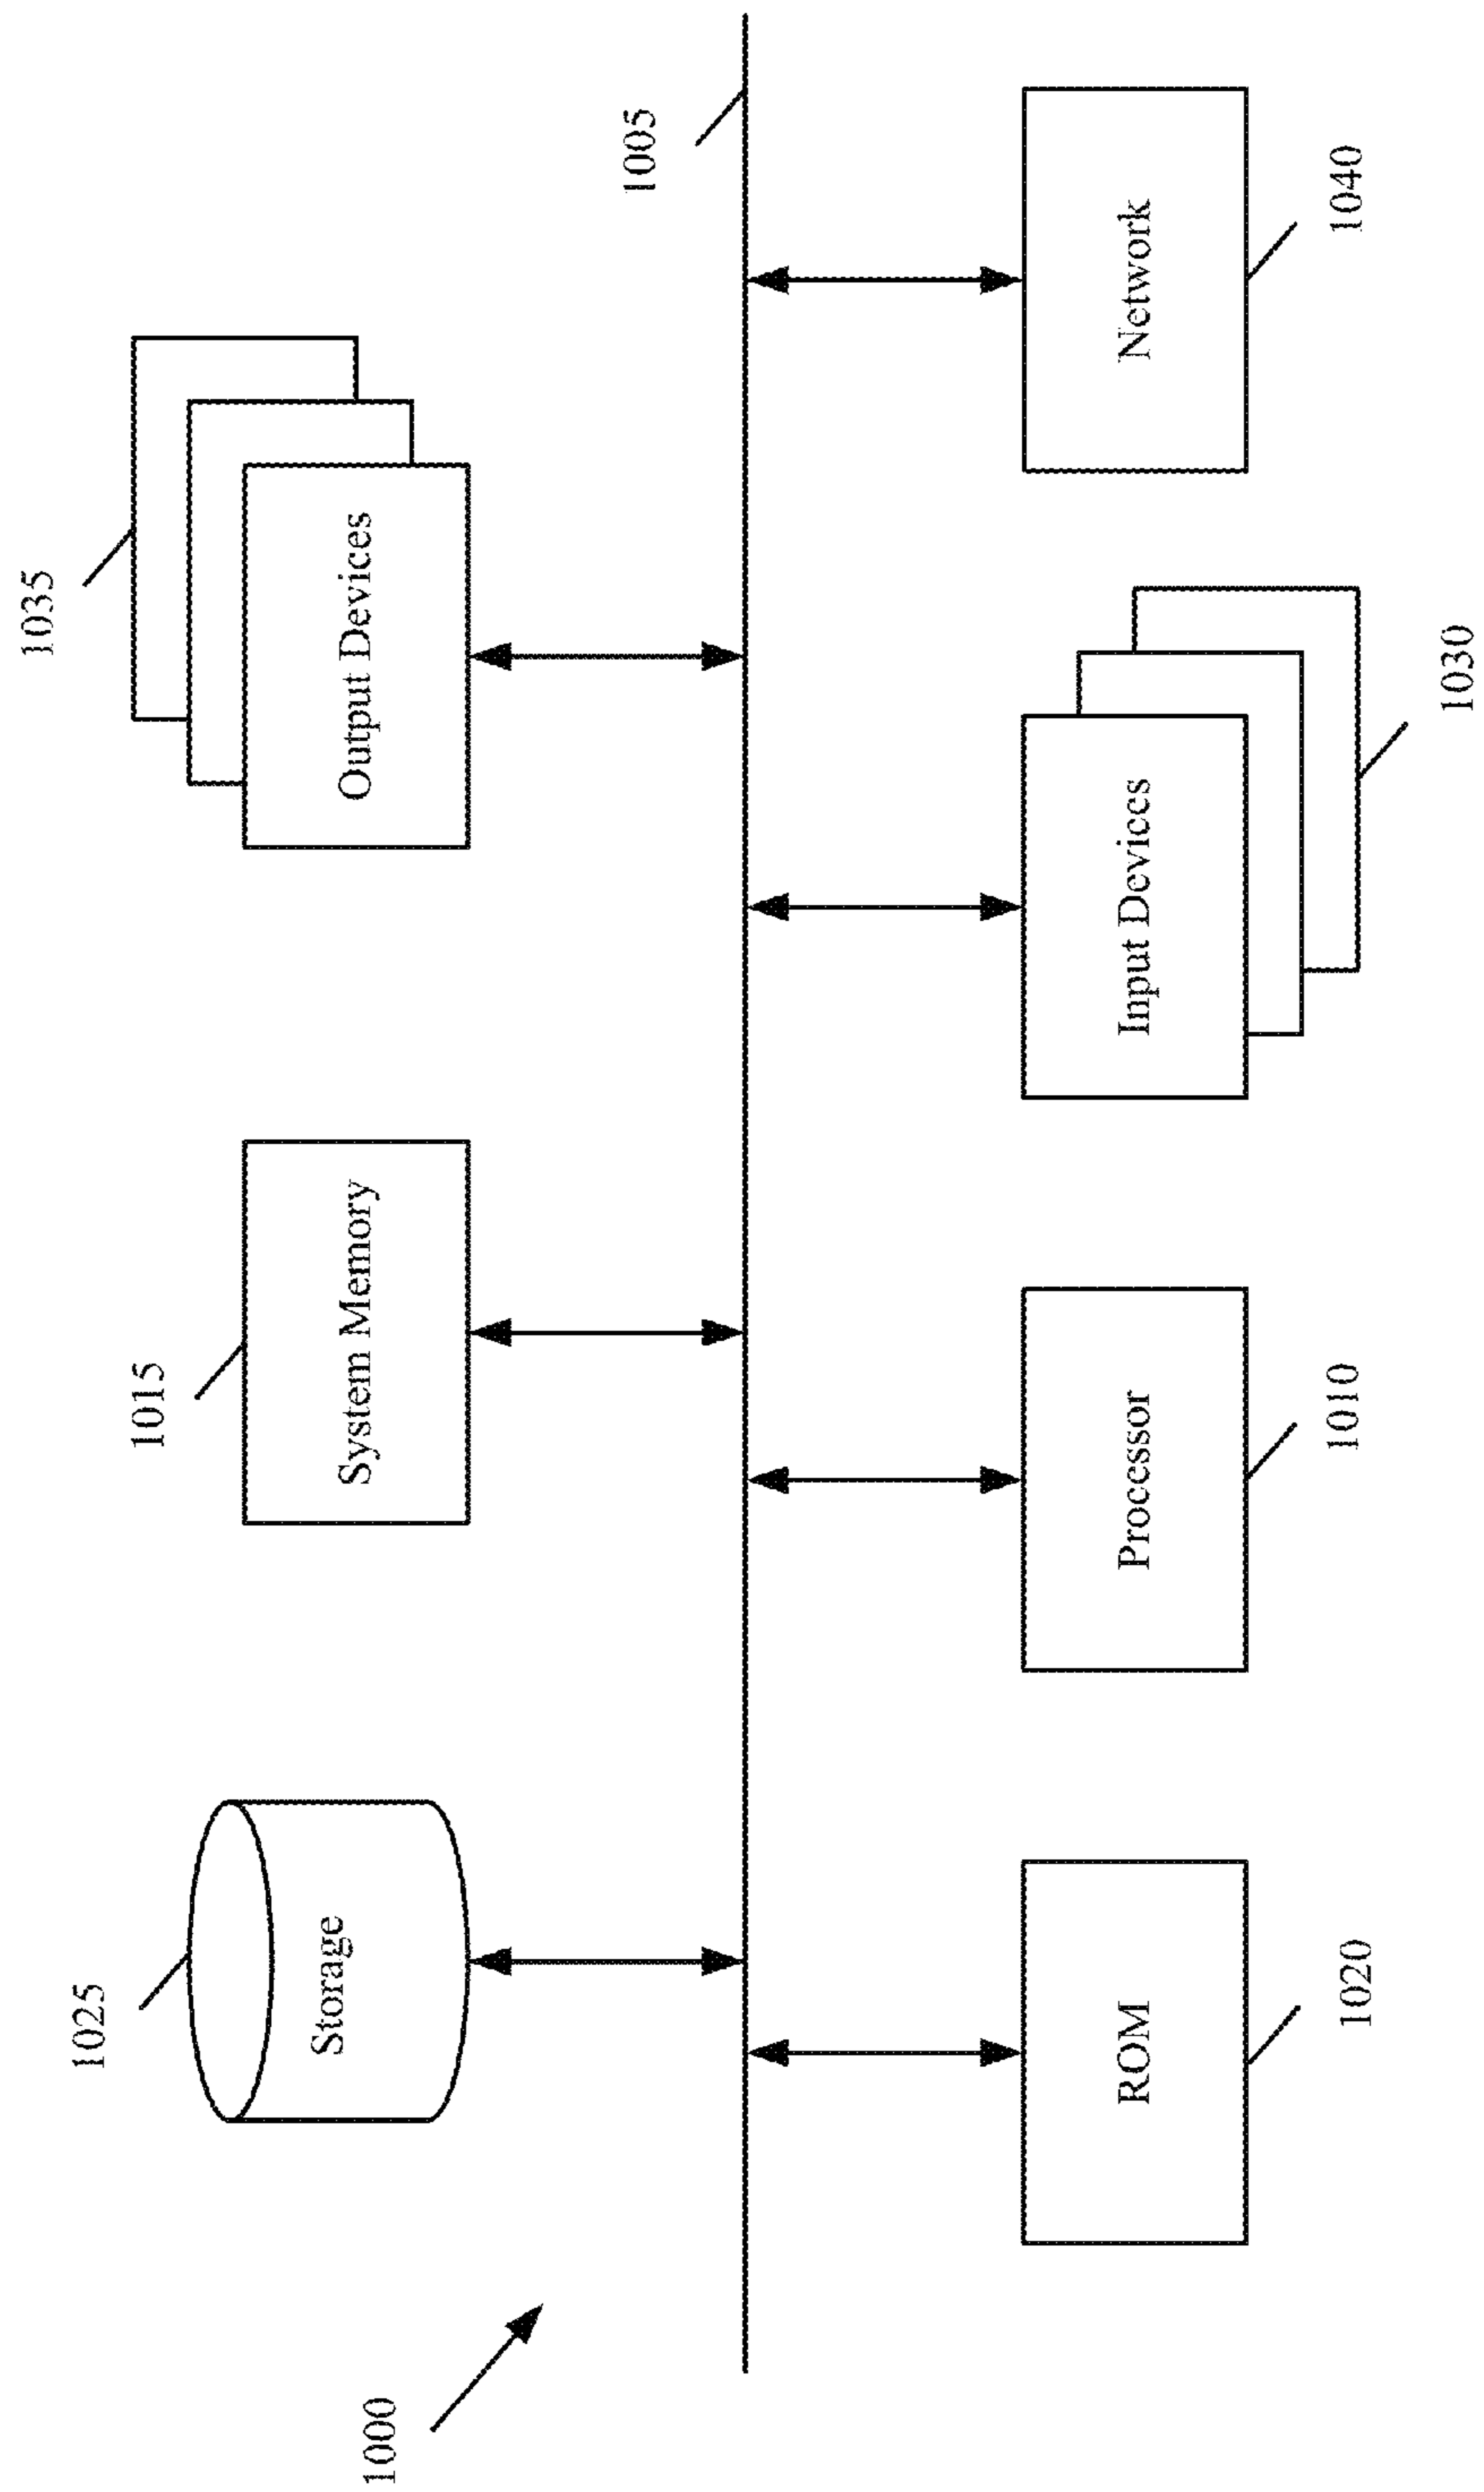 1035
1025
1015
Storage
System Memory
Output Devices
1000
1005
ROM
Processor
Input Devices
Network
1020
1010
1040
1030